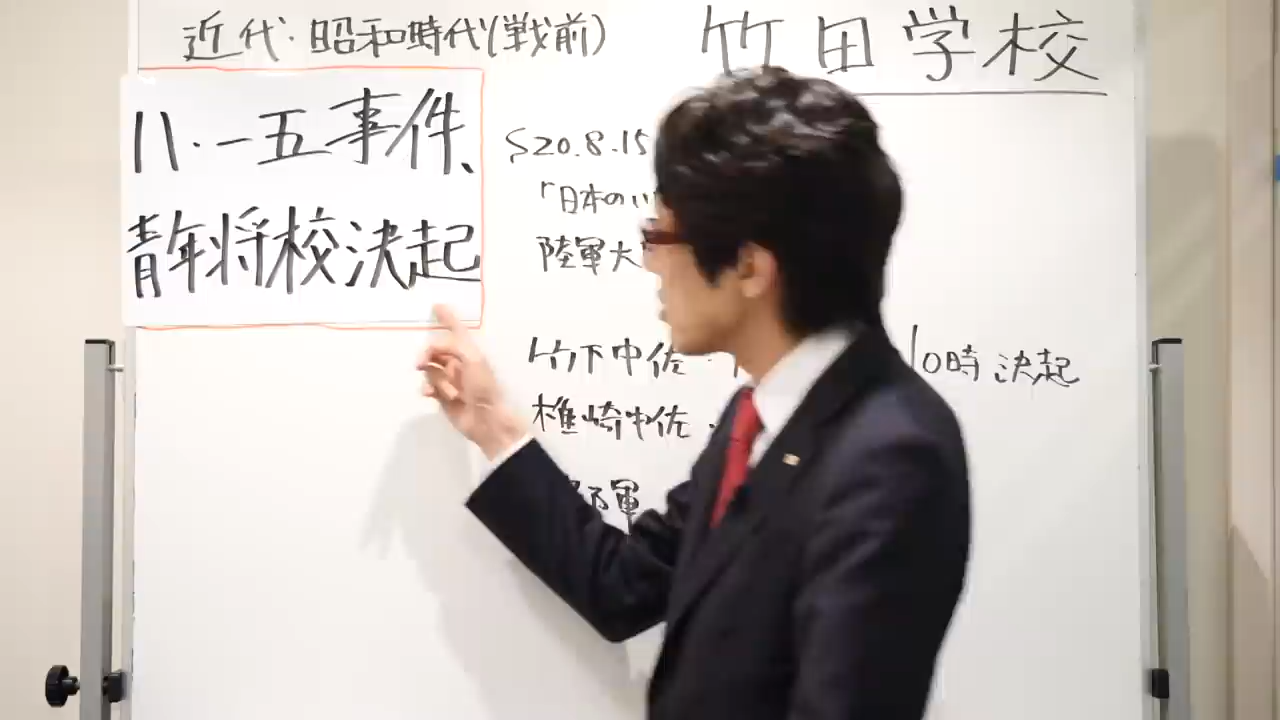 近代・昭和時代(戦前)
竹田学校
八・一五事件、
青年将校決起
S20.8.15
「日本のい
陸軍大
竹下中佐・
10時決起
椎崎中佐・
部軍